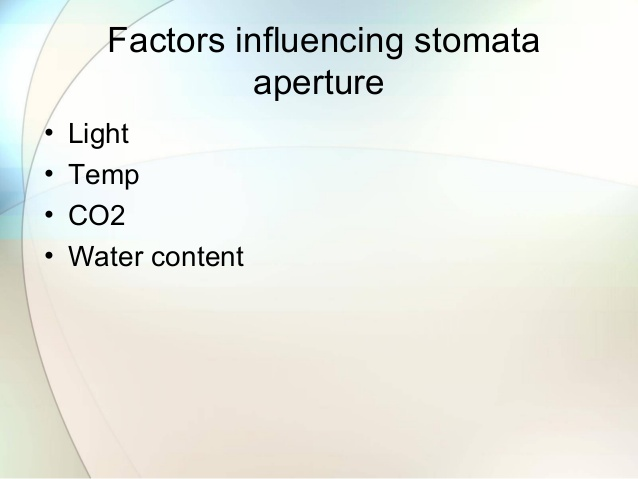 Factors influencing stomata
aperture
• Light
• Temp
• CO2
• Water content